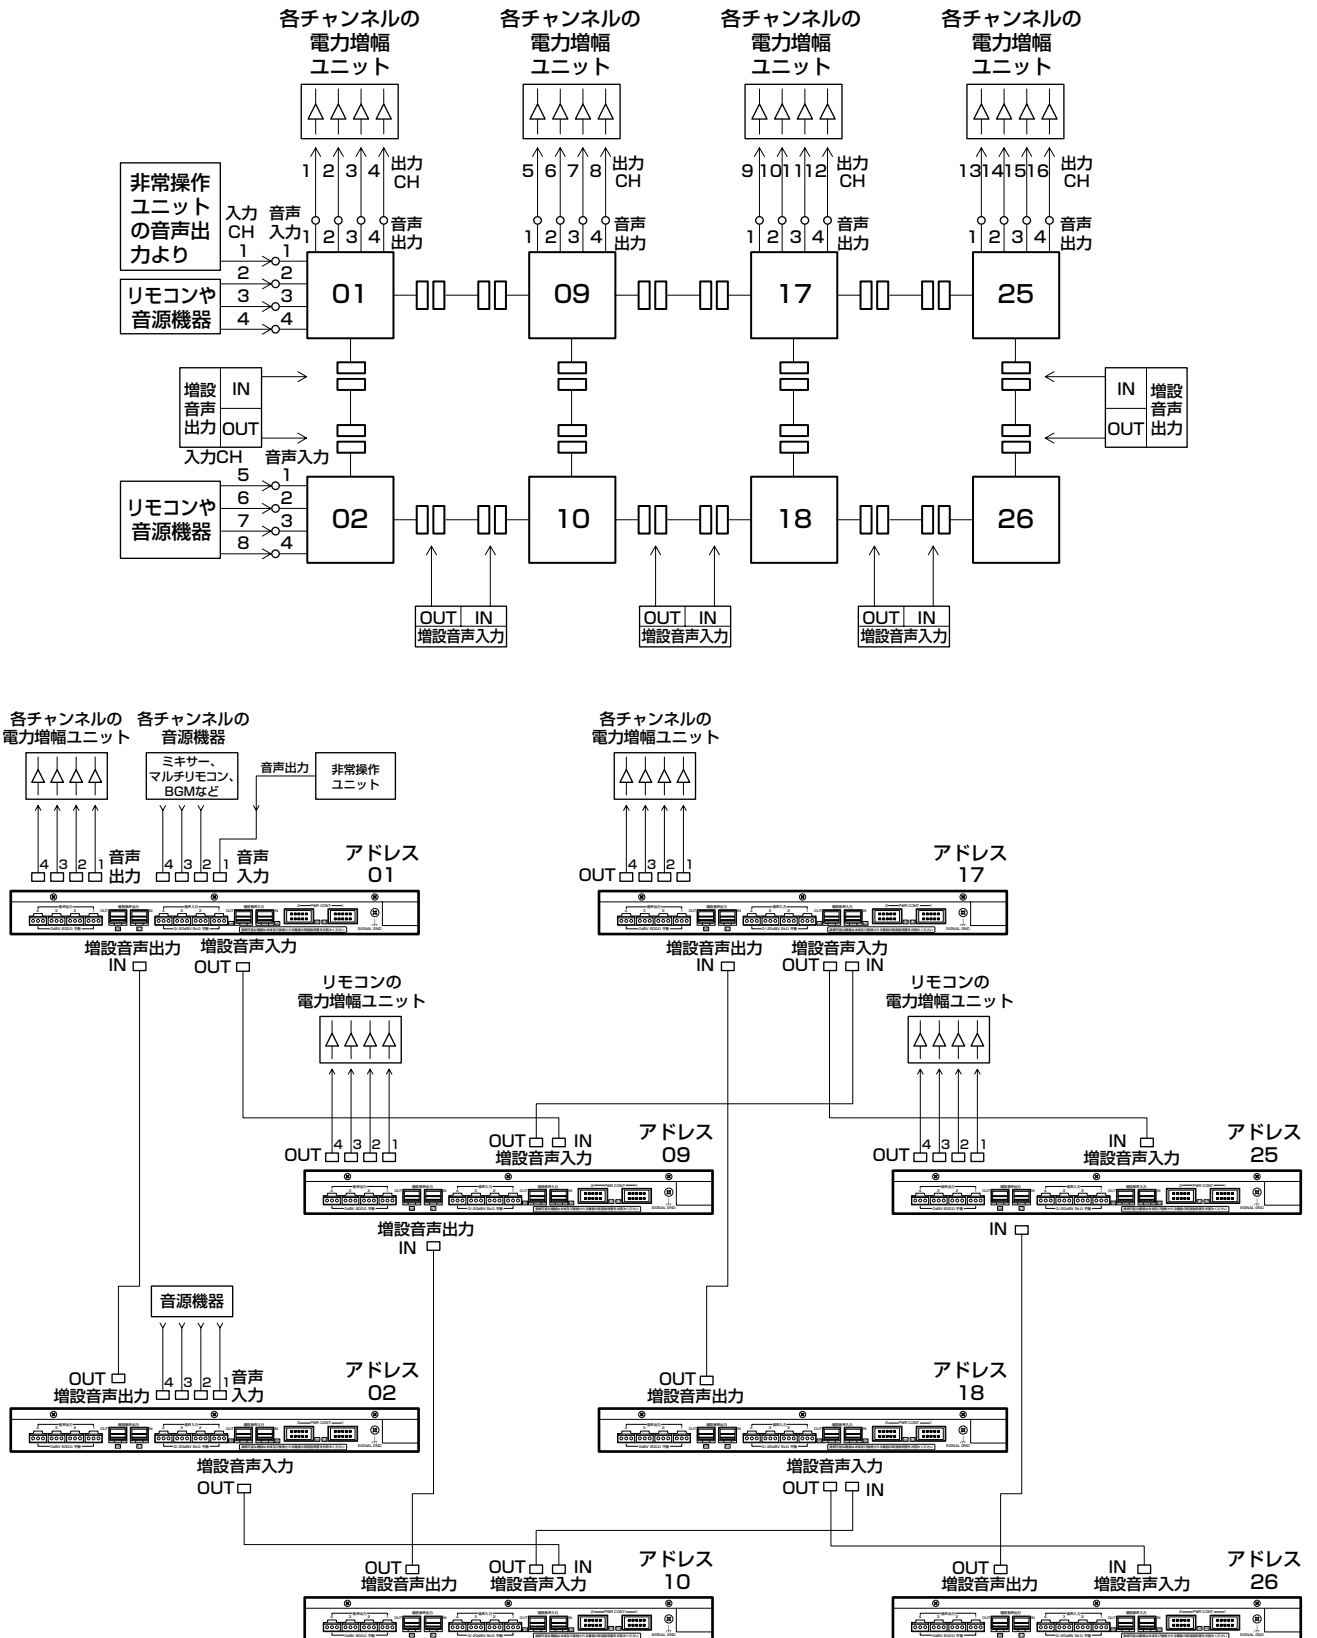 各チャンネルの
電力増幅
ユニット
各チャンネルの
電力増幅
ユニット
各チャンネルの
電力増幅
ユニット
各チャンネルの
電力増幅
ユニット
1 2 3 4 出力
CH
5 6 7 8 出力
CH
9 10 11 12 出力
CH
13 14 15 16 出力
CH
非常操作
ユニット
の音声出
力より
入力
CH
音声
入力
1 2 3 4 音声
出力
1 2 3 4 音声
出力
1 2 3 4 音声
出力
1 2 3 4 音声
出力
1 1
2 2
3 3
4 4
リモコンや
音源機器
01
09
17
25
増設
音声
出力
IN
OUT
IN
OUT
増設
音声
出力
入力CH 音声入力
5 1
6 2
7 3
8 4
リモコンや
音源機器
02
10
18
26
OUT IN
増設音声入力
OUT IN
増設音声入力
OUT IN
増設音声入力
各チャンネルの
電力増幅ユニット
各チャンネルの
音源機器
ミキサー、
マルチリモコン、
BGMなど
音声出力
非常操作
ユニット
4 3 2 1 音声
出力
4 3 2 1 音声
入力
アドレス
01
増設音声出力
IN
増設音声入力
OUT
各チャンネルの
電力増幅ユニット
OUT 4 3 2 1
アドレス
17
増設音声出力
IN
増設音声入力
OUT IN
リモコンの
電力増幅ユニット
OUT 4 3 2 1
OUT IN
増設音声入力
アドレス
09
増設音声出力
IN
リモコンの
電力増幅ユニット
OUT 4 3 2 1
IN
増設音声入力
アドレス
25
IN
音源機器
OUT
増設音声出力
4 3 2 1 音声
入力
アドレス
02
増設音声入力
OUT
OUT
増設音声出力
アドレス
18
増設音声入力
OUT IN
OUT
増設音声出力
OUT IN
増設音声入力
アドレス
10
OUT
増設音声出力
IN
増設音声入力
アドレス
26